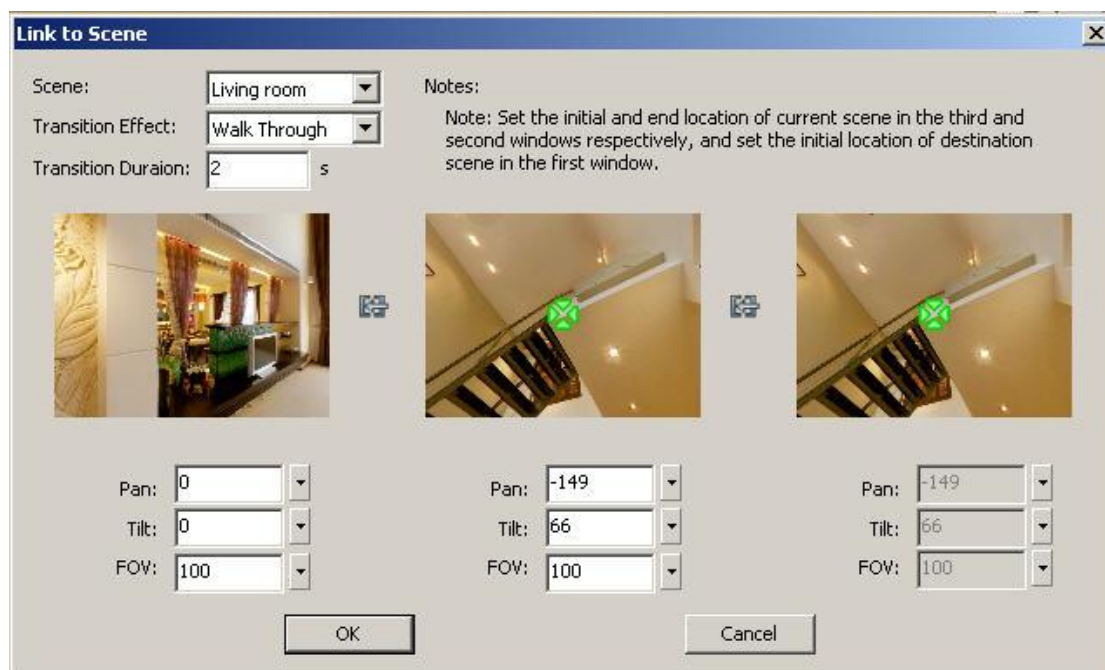 Link to Scene
Scene: Living room
Notes:
Transition Effect: Walk Through
Transition Duraion: 2 s
Note: Set the initial and end location of current scene in the third and
second windows respectively, and set the initial location of destination
scene in the first window.
Pan: 0 Pan: -149 Pan: -149
Tilt: 0 Tilt: 66 Tilt: 66
FOV: 100 FOV: 100 FOV: 100
OK Cancel